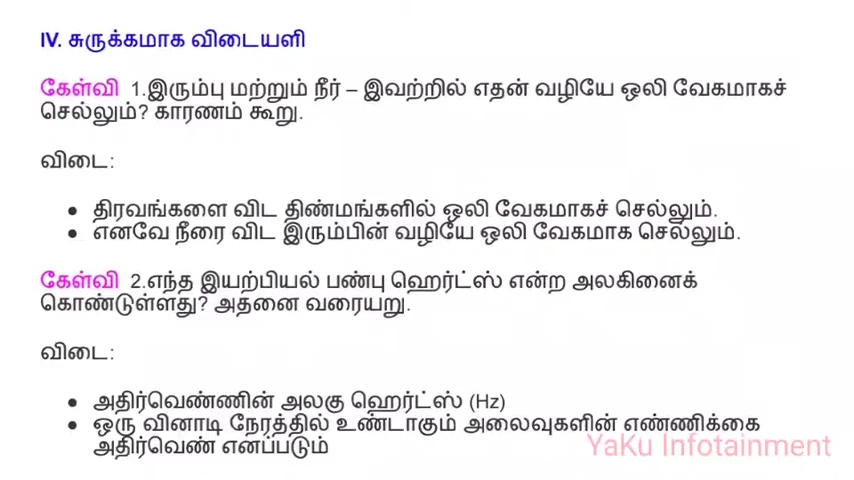 IV. சுருக்கமாக விடையளி
கேள்வி 1.இரும்பு மற்றும் நீர் – இவற்றில் எதன் வழியே ஒலி வேகமாகச்
செல்லும்? காரணம் கூறு.
விடை:
● திரவங்களை விட திண்மங்களில் ஒலி வேகமாகச் செல்லும்.
● எனவே நீரை விட இரும்பின் வழியே ஒலி வேகமாக செல்லும்.
கேள்வி 2.எந்த இயற்பியல் பண்பு ஹெர்ட்ஸ் என்ற அலகினைக்
கொண்டுள்ளது? அதனை வரையறு.
விடை:
● அதிர்வெண்ணின் அலகு ஹெர்ட்ஸ் (Hz)
● ஒரு வினாடி நேரத்தில் உண்டாகும் அலைவுகளின் எண்ணிக்கை
அதிர்வெண் எனப்படும்
YaKu Infotainment